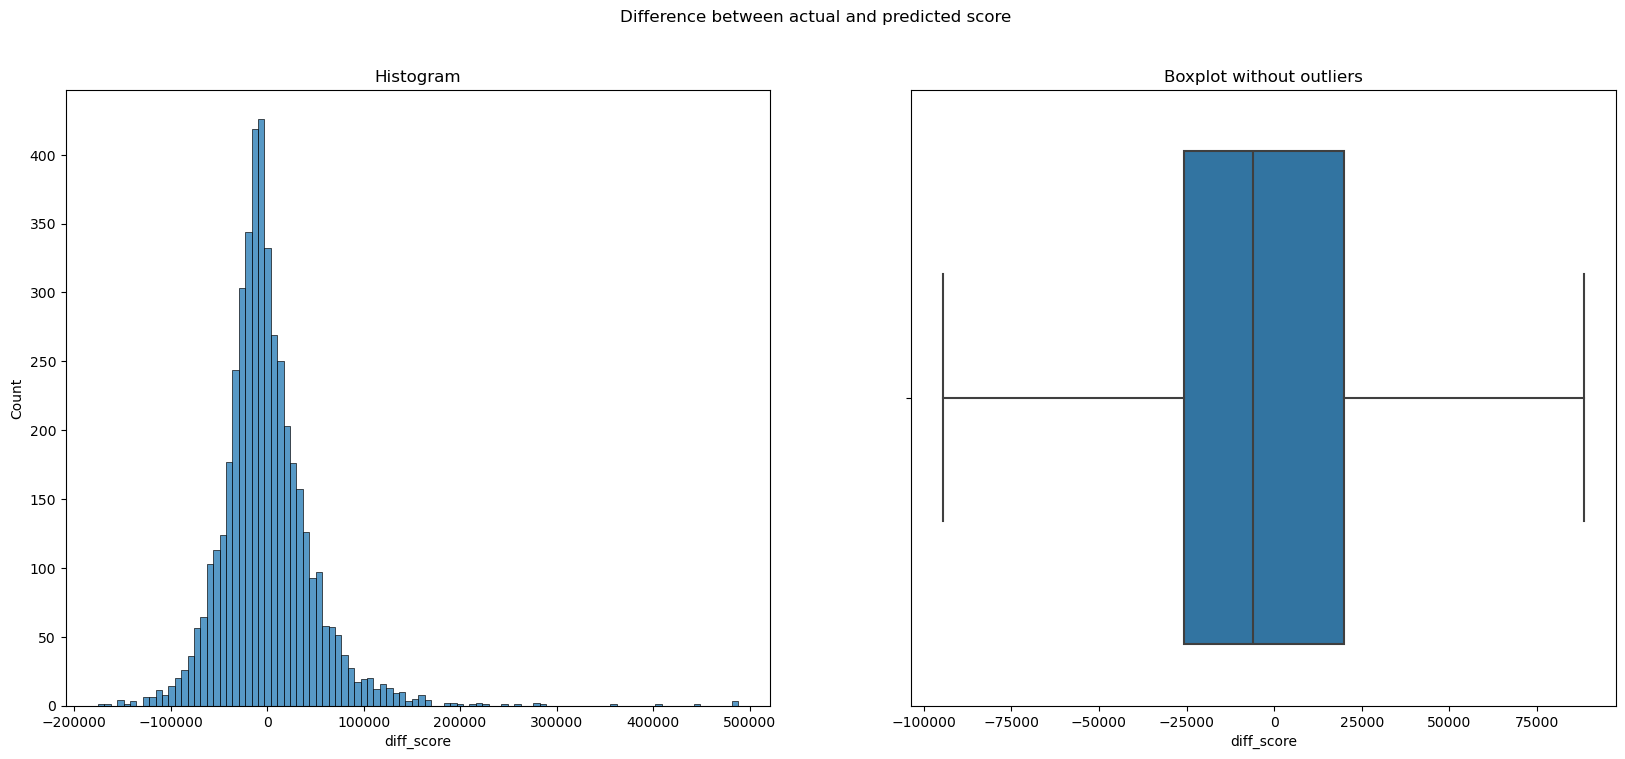 Difference between actual and predicted score
Histogram
400
350
300
250
200
150
100
50
0
Count
−200000 −100000 0 100000 200000 300000 400000 500000
diff_score
Boxplot without outliers
−100000 −75000 −50000 −25000 0 25000 50000 75000
diff_score